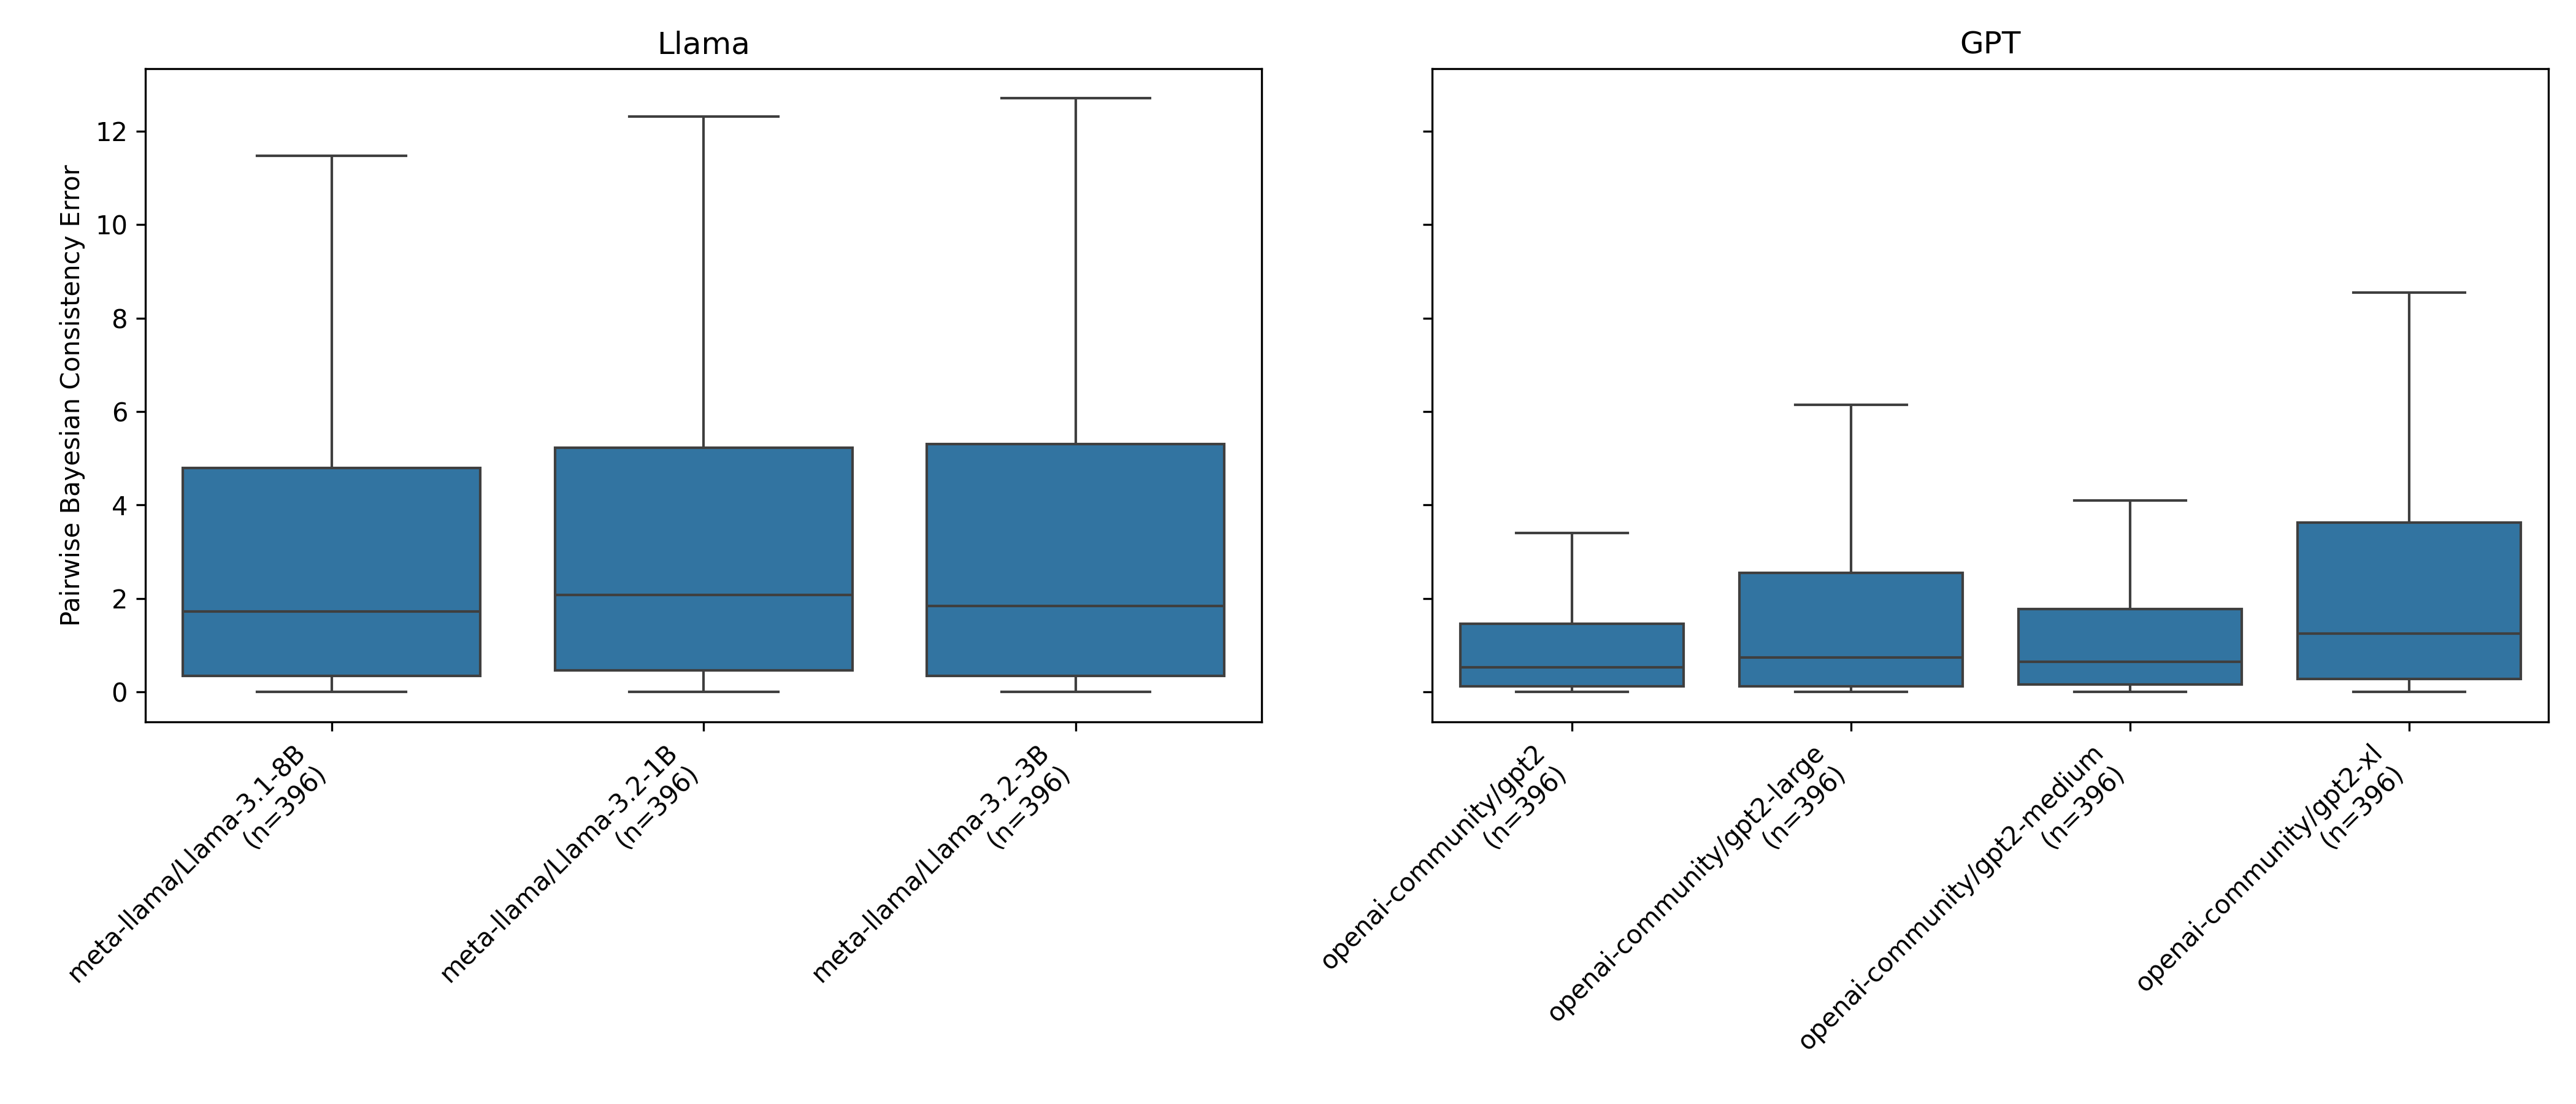 Llama
GPT
Pairwise Bayesian Consistency Error
12
10
8
6
4
2
0
meta-llama/Llama-3.1-8B
(n=396)
meta-llama/Llama-3.2-1B
(n=396)
meta-llama/Llama-3.2-3B
(n=396)
openai-community/gpt2
(n=396)
openai-community/gpt2-large
(n=396)
openai-community/gpt2-medium
(n=396)
openai-community/gpt2-xl
(n=396)